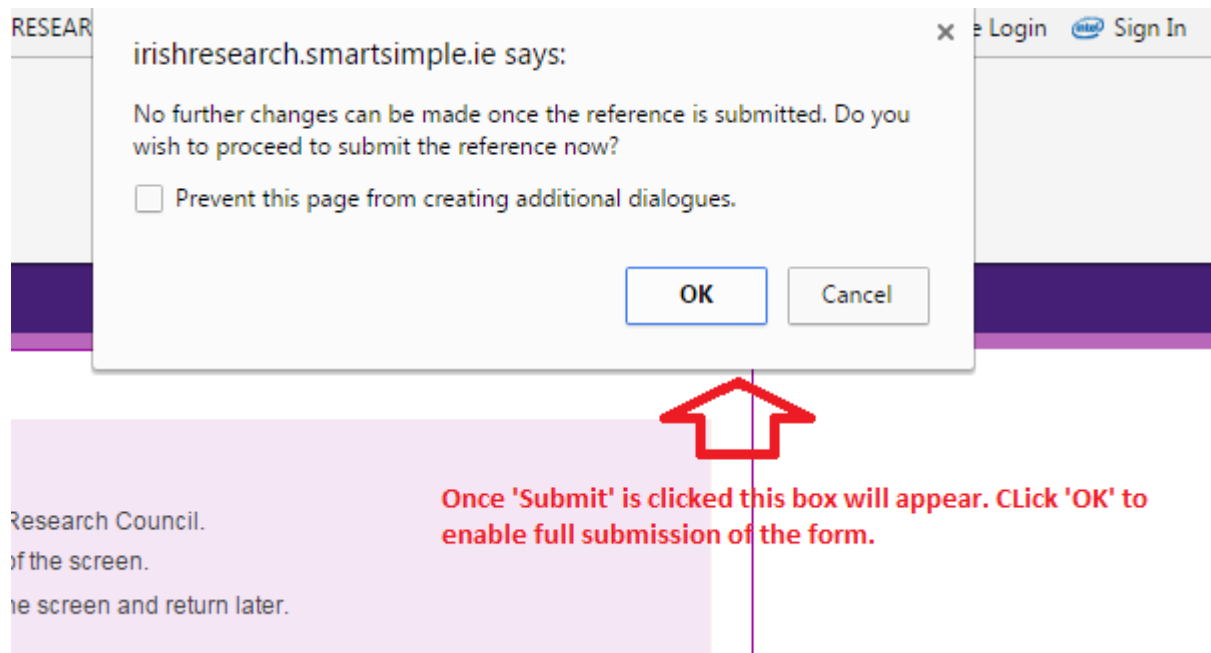 RESEAR
e Login
intel
Sign In
irishresearch.smartsimple.ie says:
No further changes can be made once the reference is submitted. Do you
wish to proceed to submit the reference now?
Prevent this page from creating additional dialogues.
OK
Cancel
Once 'Submit' is clicked this box will appear. CLick 'OK' to
enable full submission of the form.
Research Council.
of the screen.
ne screen and return later.